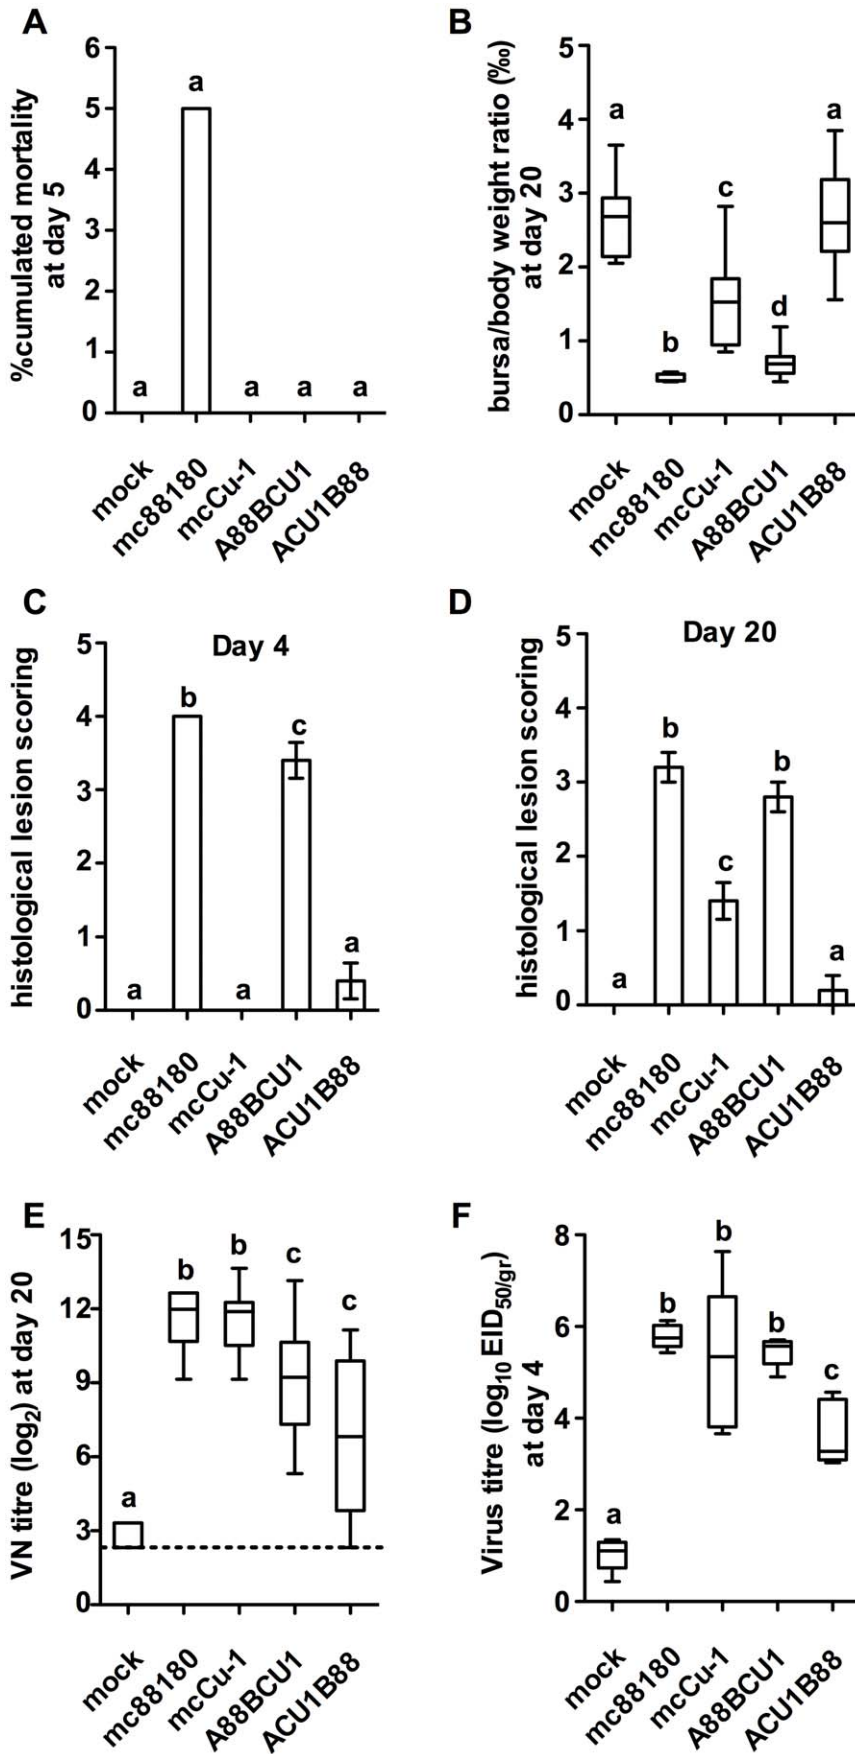 A
%cumulated mortality
at day 5
6
5
4
3
2
1
0
a
a
a
a
a
mock
mc88180
mcCu-1
A88BCU1
ACU1B88
B
bursa/body weight ratio (‰)
at day 20
5
4
3
2
1
0
a
b
c
d
a
mock
mc88180
mcCu-1
A88BCU1
ACU1B88
C
Day 4
histological lesion scoring
5
4
3
2
1
0
a
b
a
c
a
mock
mc88180
mcCu-1
A88BCU1
ACU1B88
D
Day 20
histological lesion scoring
5
4
3
2
1
0
a
b
c
b
a
mock
mc88180
mcCu-1
A88BCU1
ACU1B88
E
VN titre (log2) at day 20
15
12
9
6
3
0
a
b
b
c
c
mock
mc88180
mcCu-1
A88BCU1
ACU1B88
F
Virus titre (log10 EID50/gr)
at day 4
8
6
4
2
0
a
b
b
b
c
mock
mc88180
mcCu-1
A88BCU1
ACU1B88